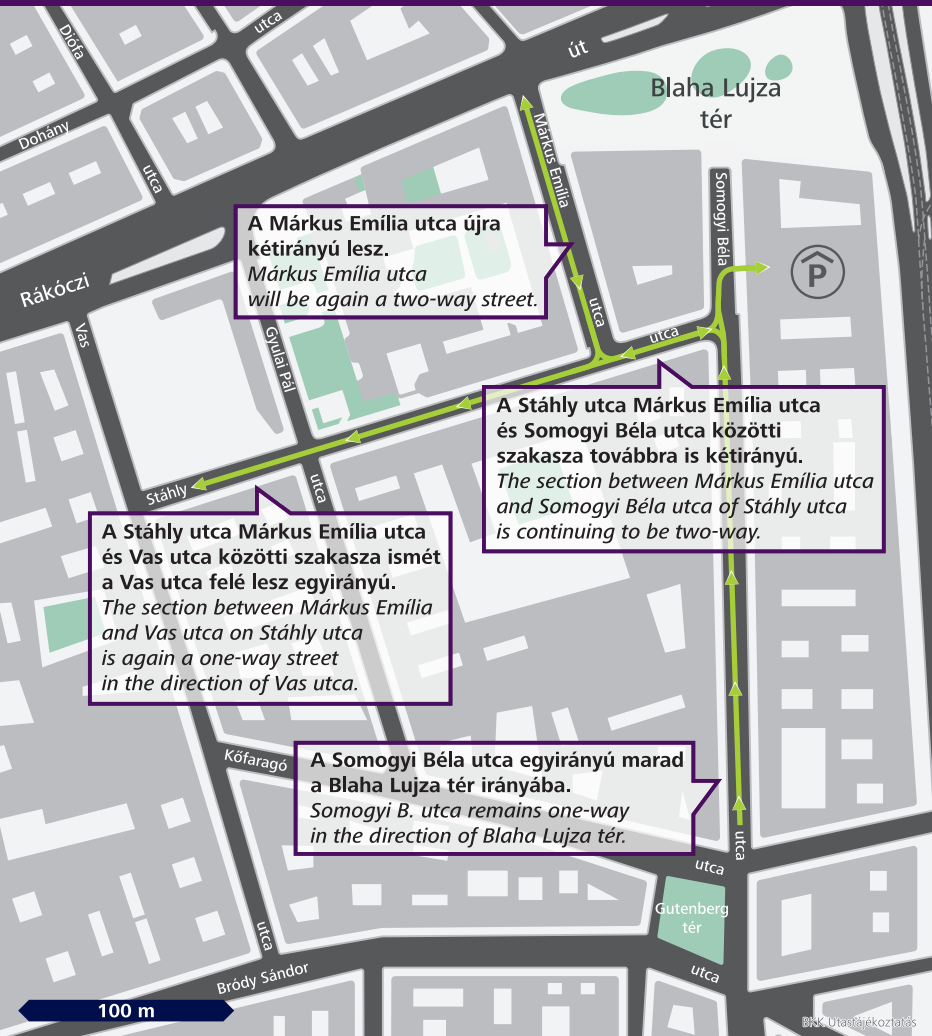 utca
Diófa
út
Blaha Lujza
tér
Dohány
utca
Márkus Emília
Somogyi Béla
A Márkus Emília utca újra
kétirányú lesz.
Márkus Emília utca
will be again a two-way street.
P
Rákóczi
Vas
Gyulai Pál
utca
utca
A Stáhly utca Márkus Emília utca
és Somogyi Béla utca közötti
szakasza továbbra is kétirányú.
The section between Márkus Emília utca
and Somogyi Béla utca of Stáhly utca
is continuing to be two-way.
Stáhly
utca
A Stáhly utca Márkus Emília utca
és Vas utca közötti szakasza ismét
a Vas utca felé lesz egyirányú.
The section between Márkus Emília
and Vas utca on Stáhly utca
is again a one-way street
in the direction of Vas utca.
Kőfaragó
A Somogyi Béla utca egyirányú marad
a Blaha Lujza tér irányába.
Somogyi B. utca remains one-way
in the direction of Blaha Lujza tér.
utca
utca
Gutenberg
tér
utca
Bródy Sándor
utca
100 m
BKK Utastájékoztatás